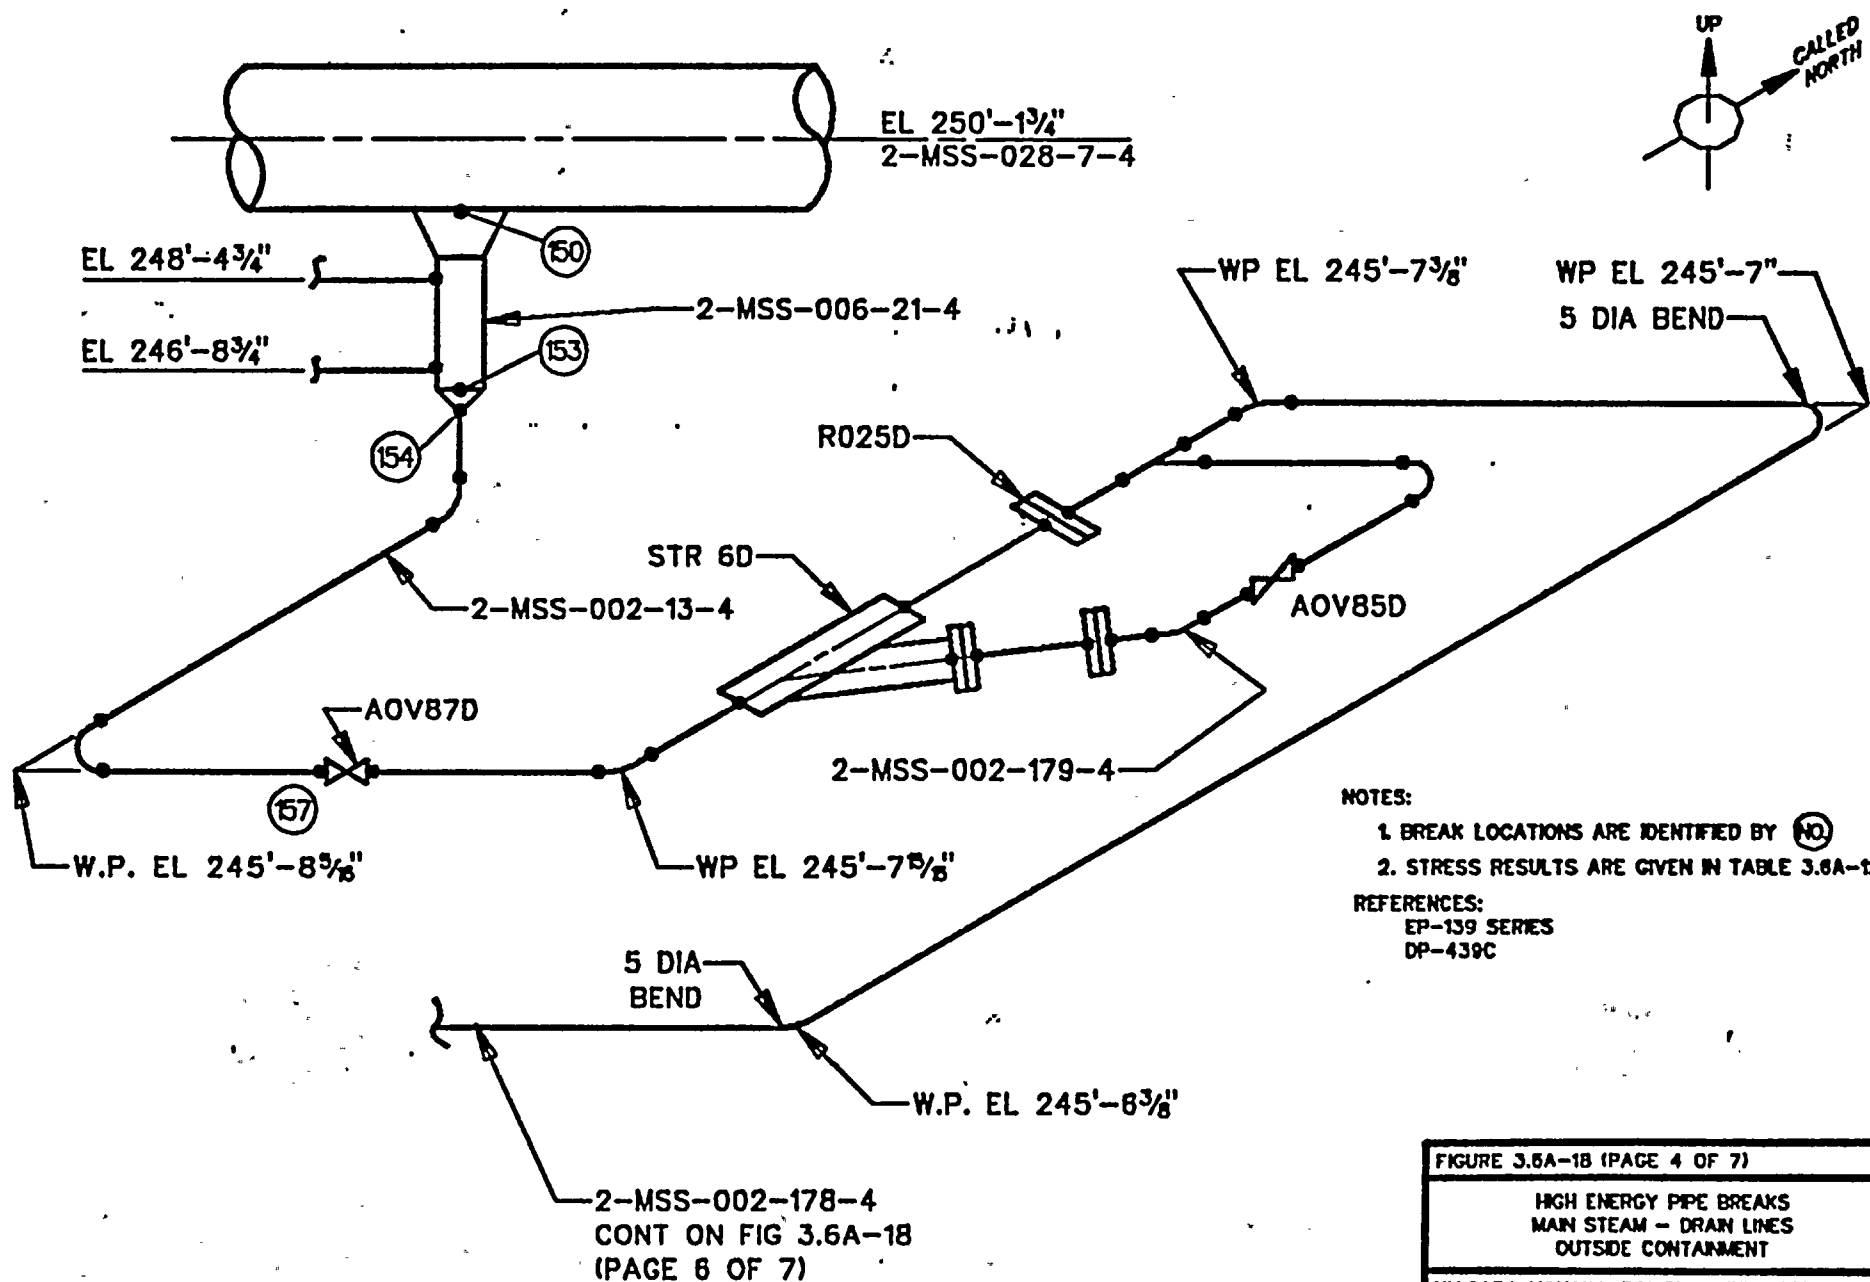 UP
CALLED
NORTH
EL 250'-1¾"
2-MSS-028-7-4
150
EL 248'-4¾"
2-MSS-006-21-4
EL 246'-8¾"
153
154
WP EL 245'-7⅜"
WP EL 245'-7"
5 DIA BEND
R025D
STR 6D
2-MSS-002-13-4
AOV85D
AOV87D
157
2-MSS-002-179-4
W.P. EL 245'-8 5/16"
WP EL 245'-7 15/16"
NOTES:
1. BREAK LOCATIONS ARE IDENTIFIED BY NO.
2. STRESS RESULTS ARE GIVEN IN TABLE 3.6A-
REFERENCES:
EP-139 SERIES
DP-439C
5 DIA
BEND
W.P. EL 245'-6⅜"
2-MSS-002-178-4
CONT ON FIG 3.6A-18
(PAGE 6 OF 7)
FIGURE 3.6A-18 (PAGE 4 OF 7)
HIGH ENERGY PIPE BREAKS
MAIN STEAM - DRAIN LINES
OUTSIDE CONTAINMENT